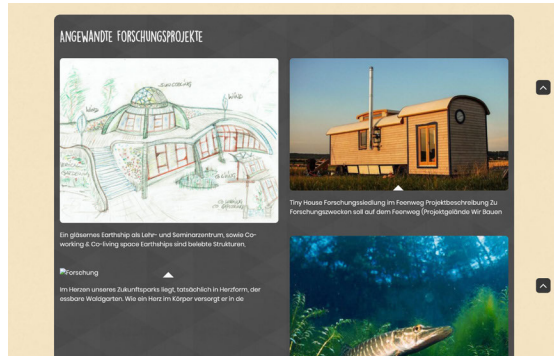 ANGEWANDTE FORSCHUNGSPROJEKTE
Ein gläsernes Earthship als Lehr- und Seminarzentrum, sowie Co-
working & Co-living space Earthships sind belebte Strukturen,
Forschung
Im Herzen unseres Zukunftsparks liegt, tatsächlich in Herzform, der
essbare Waldgarten. Wie ein Herz im Körper versorgt er in de
Tiny House Forschungssiedlung im Feenweg Projektbeschreibung Zu
Forschungszwecken soll auf dem Feenweg (Projektgelände Wir Bauen